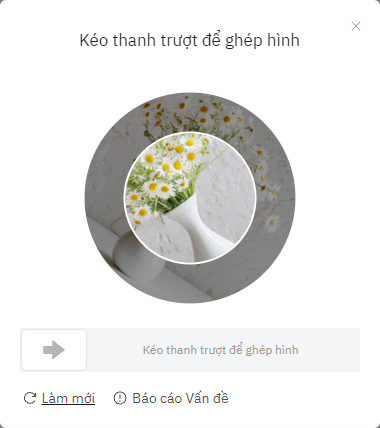 Kéo thanh trượt để ghép hình
Kéo thanh trượt để ghép hình
Làm mới Báo cáo Vấn đề